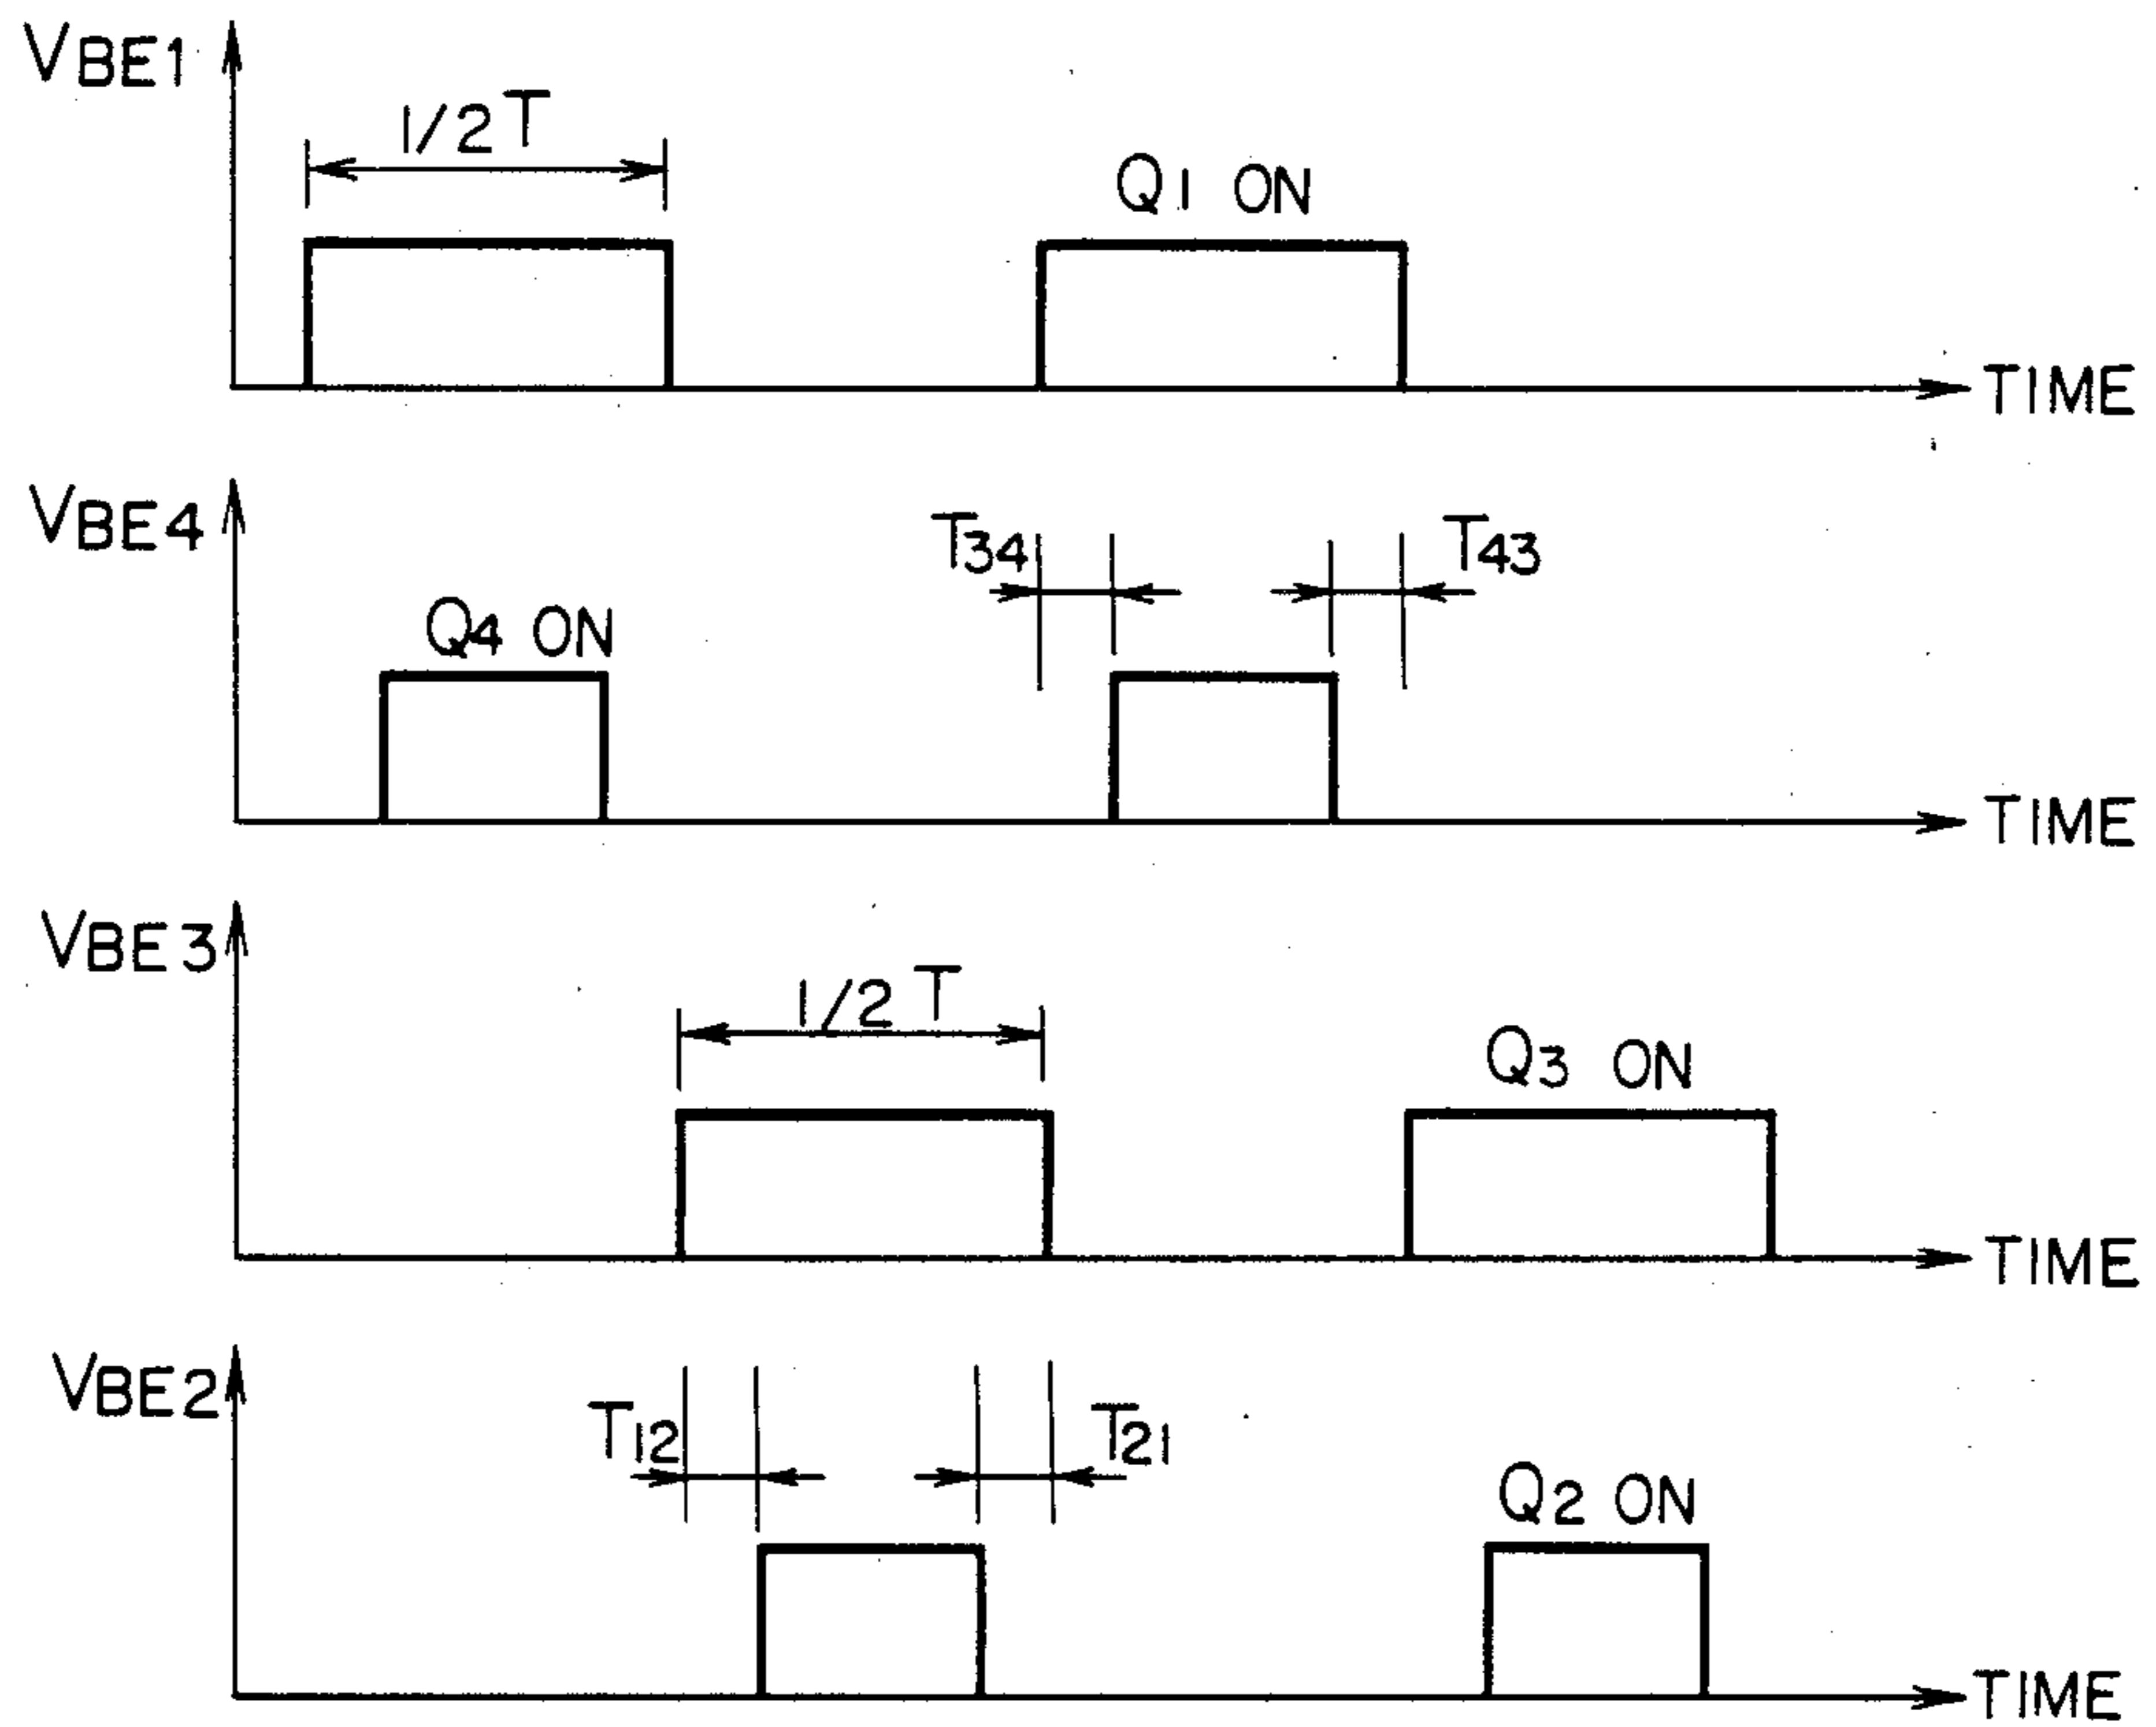 VBE1
1/2T
Q1 ON
TIME
VBE4
T34
T43
Q4 ON
TIME
VBE3
1/2T
Q3 ON
TIME
VBE2
T12
T21
Q2 ON
TIME